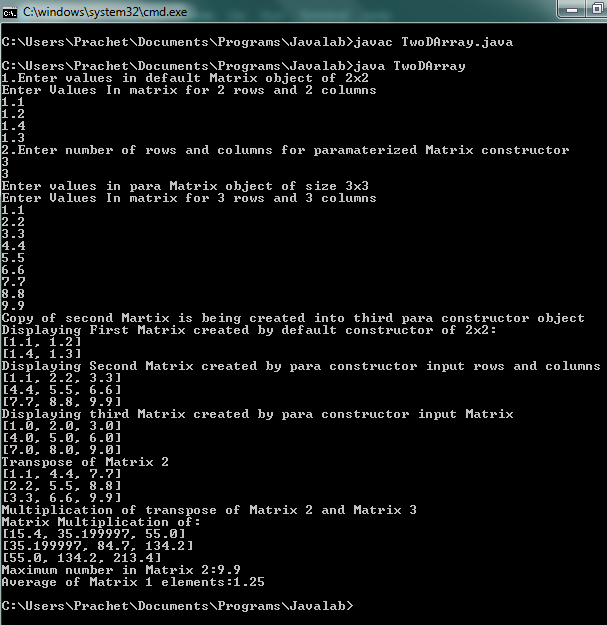 C:\windows\system32\cmd.exe
C:\Users\Prachet\Documents\Programs\Javalab>javac TwoDArray.java
C:\Users\Prachet\Documents\Programs\Javalab>java TwoDArray
1.Enter values in default Matrix object of 2x2
Enter Values In matrix for 2 rows and 2 columns
1.1
1.2
1.4
1.3
2.Enter number of rows and columns for paramaterized Matrix constructor
3
3
Enter values in para Matrix object of size 3x3
Enter Values In matrix for 3 rows and 3 columns
1.1
2.2
3.3
4.4
5.5
6.6
7.7
8.8
9.9
Copy of second Martix is being created into third para constructor object
Displaying First Matrix created by default constructor of 2x2:
[1.1, 1.2]
[1.4, 1.3]
Displaying Second Matrix created by para constructor input rows and columns
[1.1, 2.2, 3.3]
[4.4, 5.5, 6.6]
[7.7, 8.8, 9.9]
Displaying third Matrix created by para constructor input Matrix
[1.0, 2.0, 3.0]
[4.0, 5.0, 6.0]
[7.0, 8.0, 9.0]
Transpose of Matrix 2
[1.1, 4.4, 7.7]
[2.2, 5.5, 8.8]
[3.3, 6.6, 9.9]
Multiplication of transpose of Matrix 2 and Matrix 3
Matrix Multiplication of:
[15.4, 35.199997, 55.0]
[35.199997, 84.7, 134.2]
[55.0, 134.2, 213.4]
Maximum number in Matrix 2:9.9
Average of Matrix 1 elements:1.25
C:\Users\Prachet\Documents\Programs\Javalab>